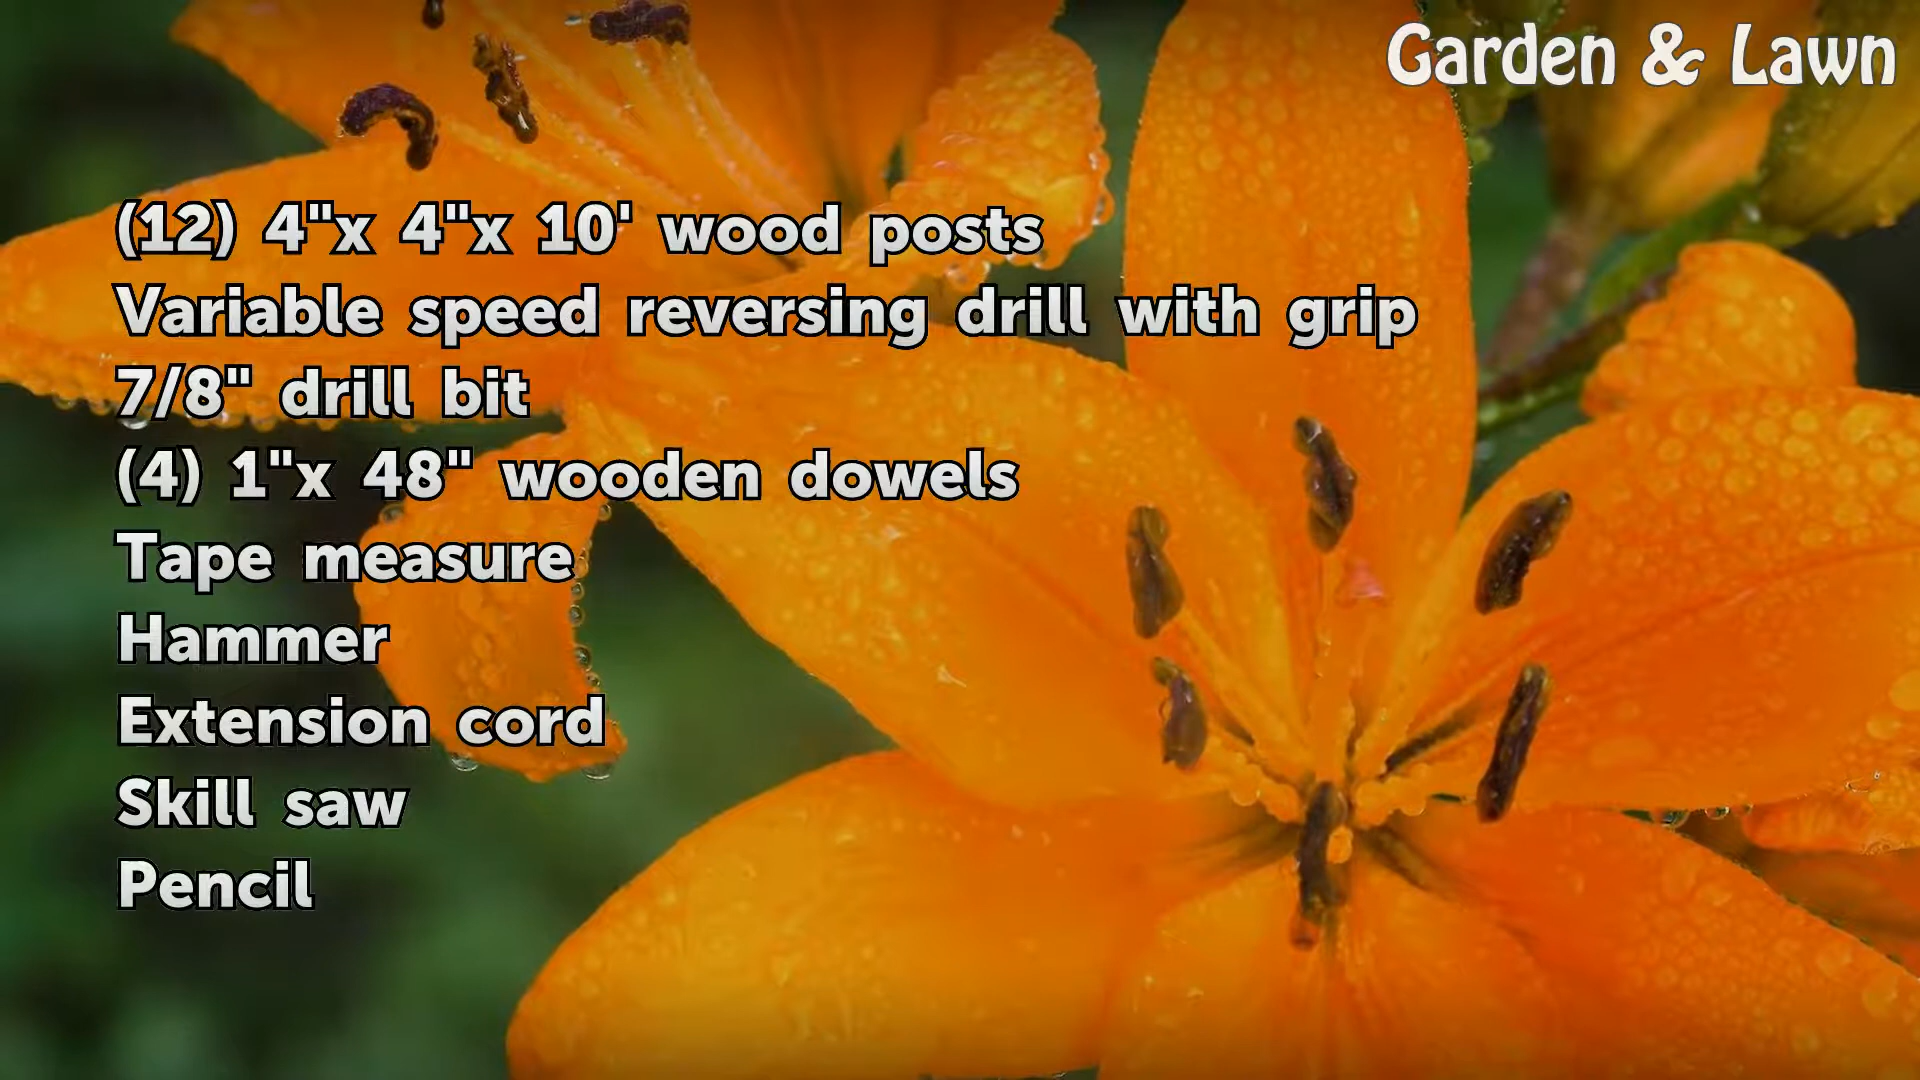 Garden & Lawn
(12) 4"x 4"x 10' wood posts
Variable speed reversing drill with grip
7/8" drill bit
(4) 1"x 48" wooden dowels
Tape measure
Hammer
Extension cord
Skill saw
Pencil